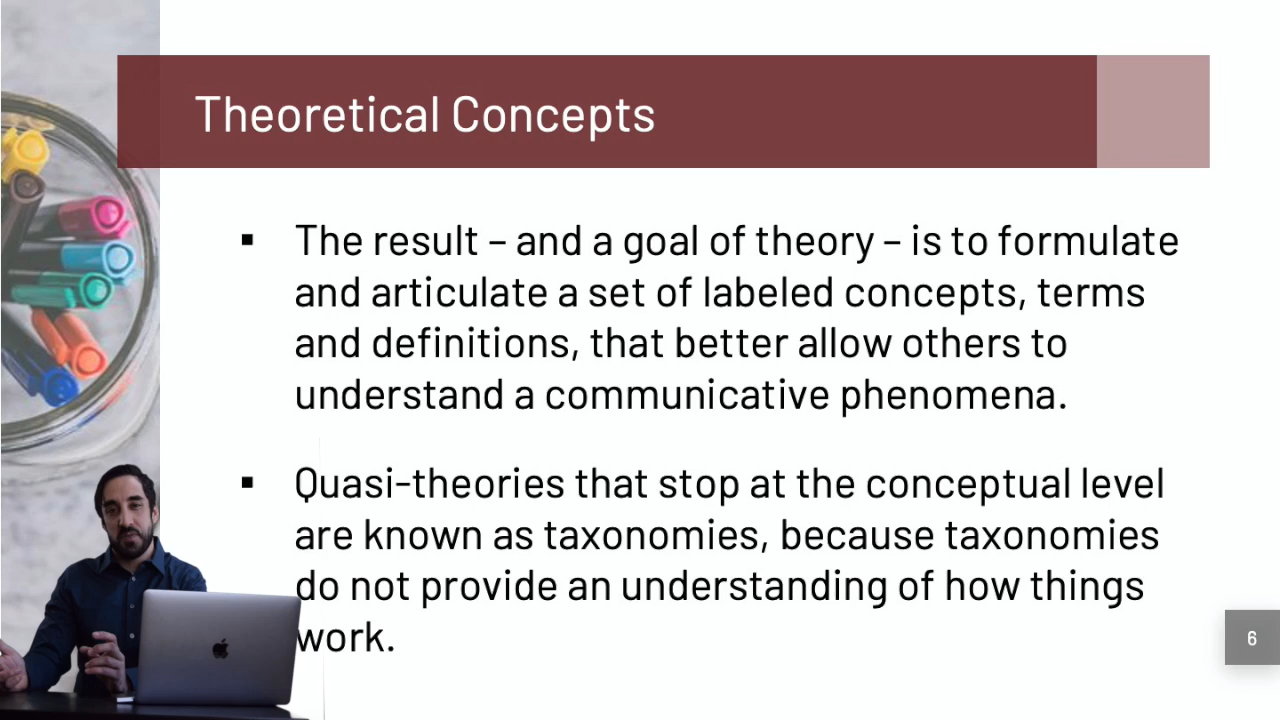 Theoretical Concepts
▪ The result – and a goal of theory – is to formulate
and articulate a set of labeled concepts, terms
and definitions, that better allow others to
understand a communicative phenomena.
▪ Quasi-theories that stop at the conceptual level
are known as taxonomies, because taxonomies
do not provide an understanding of how things
work.
6